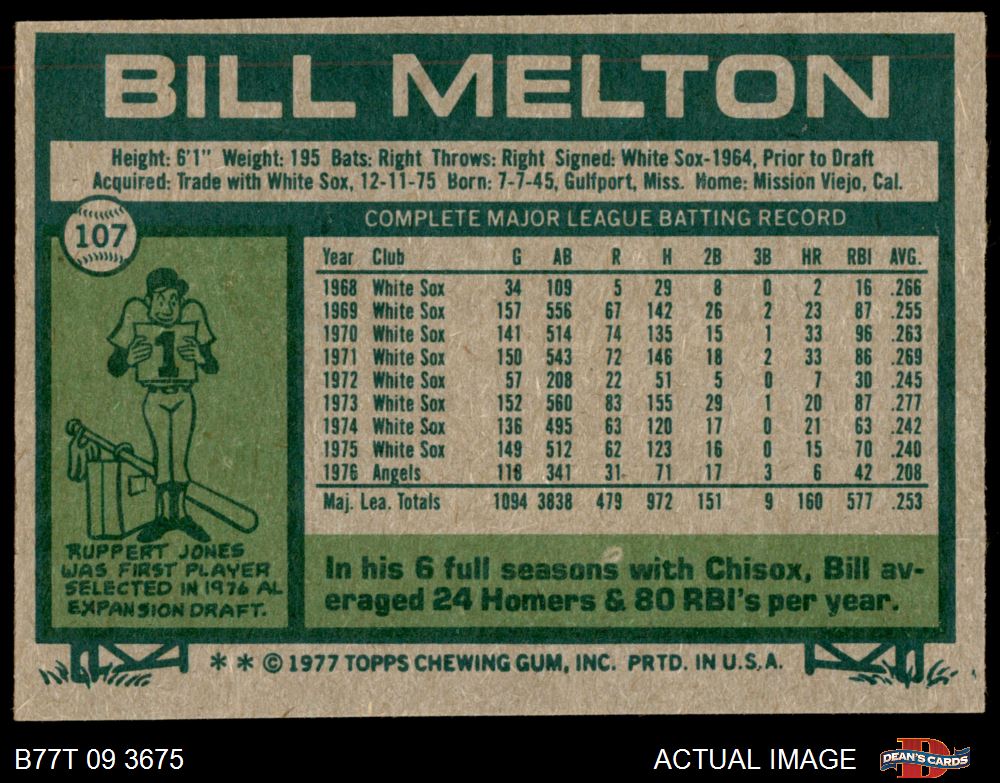 BILL MELTON
Height: 6'1" Weight: 195 Bats: Right Throws: Right Signed: White Sox-1964, Prior to Draft
Acquired: Trade with White Sox, 12-11-75 Born: 7-7-45, Gulfport, Miss. Home: Mission Viejo, Cal.
107
COMPLETE MAJOR LEAGUE BATTING RECORD
Year Club G AB R H 2B 3B HR RBI AVG.
1968 White Sox 34 109 5 29 8 0 2 16 .266
1969 White Sox 157 556 67 142 26 2 23 87 .255
1970 White Sox 141 514 74 135 15 1 33 96 .263
1971 White Sox 150 543 72 146 18 2 33 86 .269
1972 White Sox 57 208 22 51 5 0 7 30 .245
1973 White Sox 152 560 83 155 29 1 20 87 .277
1974 White Sox 136 495 63 120 17 0 21 63 .242
1975 White Sox 149 512 62 123 16 0 15 70 .240
1976 Angels 118 341 31 71 17 3 6 42 .208
Maj. Lea. Totals 1094 3838 479 972 151 9 160 577 .253
1
RUPPERT JONES
WAS FIRST PLAYER
SELECTED IN 1976 AL
EXPANSION DRAFT.
In his 6 full seasons with Chisox, Bill av-
eraged 24 Homers & 80 RBI's per year.
* * © 1977 TOPPS CHEWING GUM, INC. PRTD. IN U.S.A.
B77T 09 3675
ACTUAL IMAGE
DEAN'S CARDS